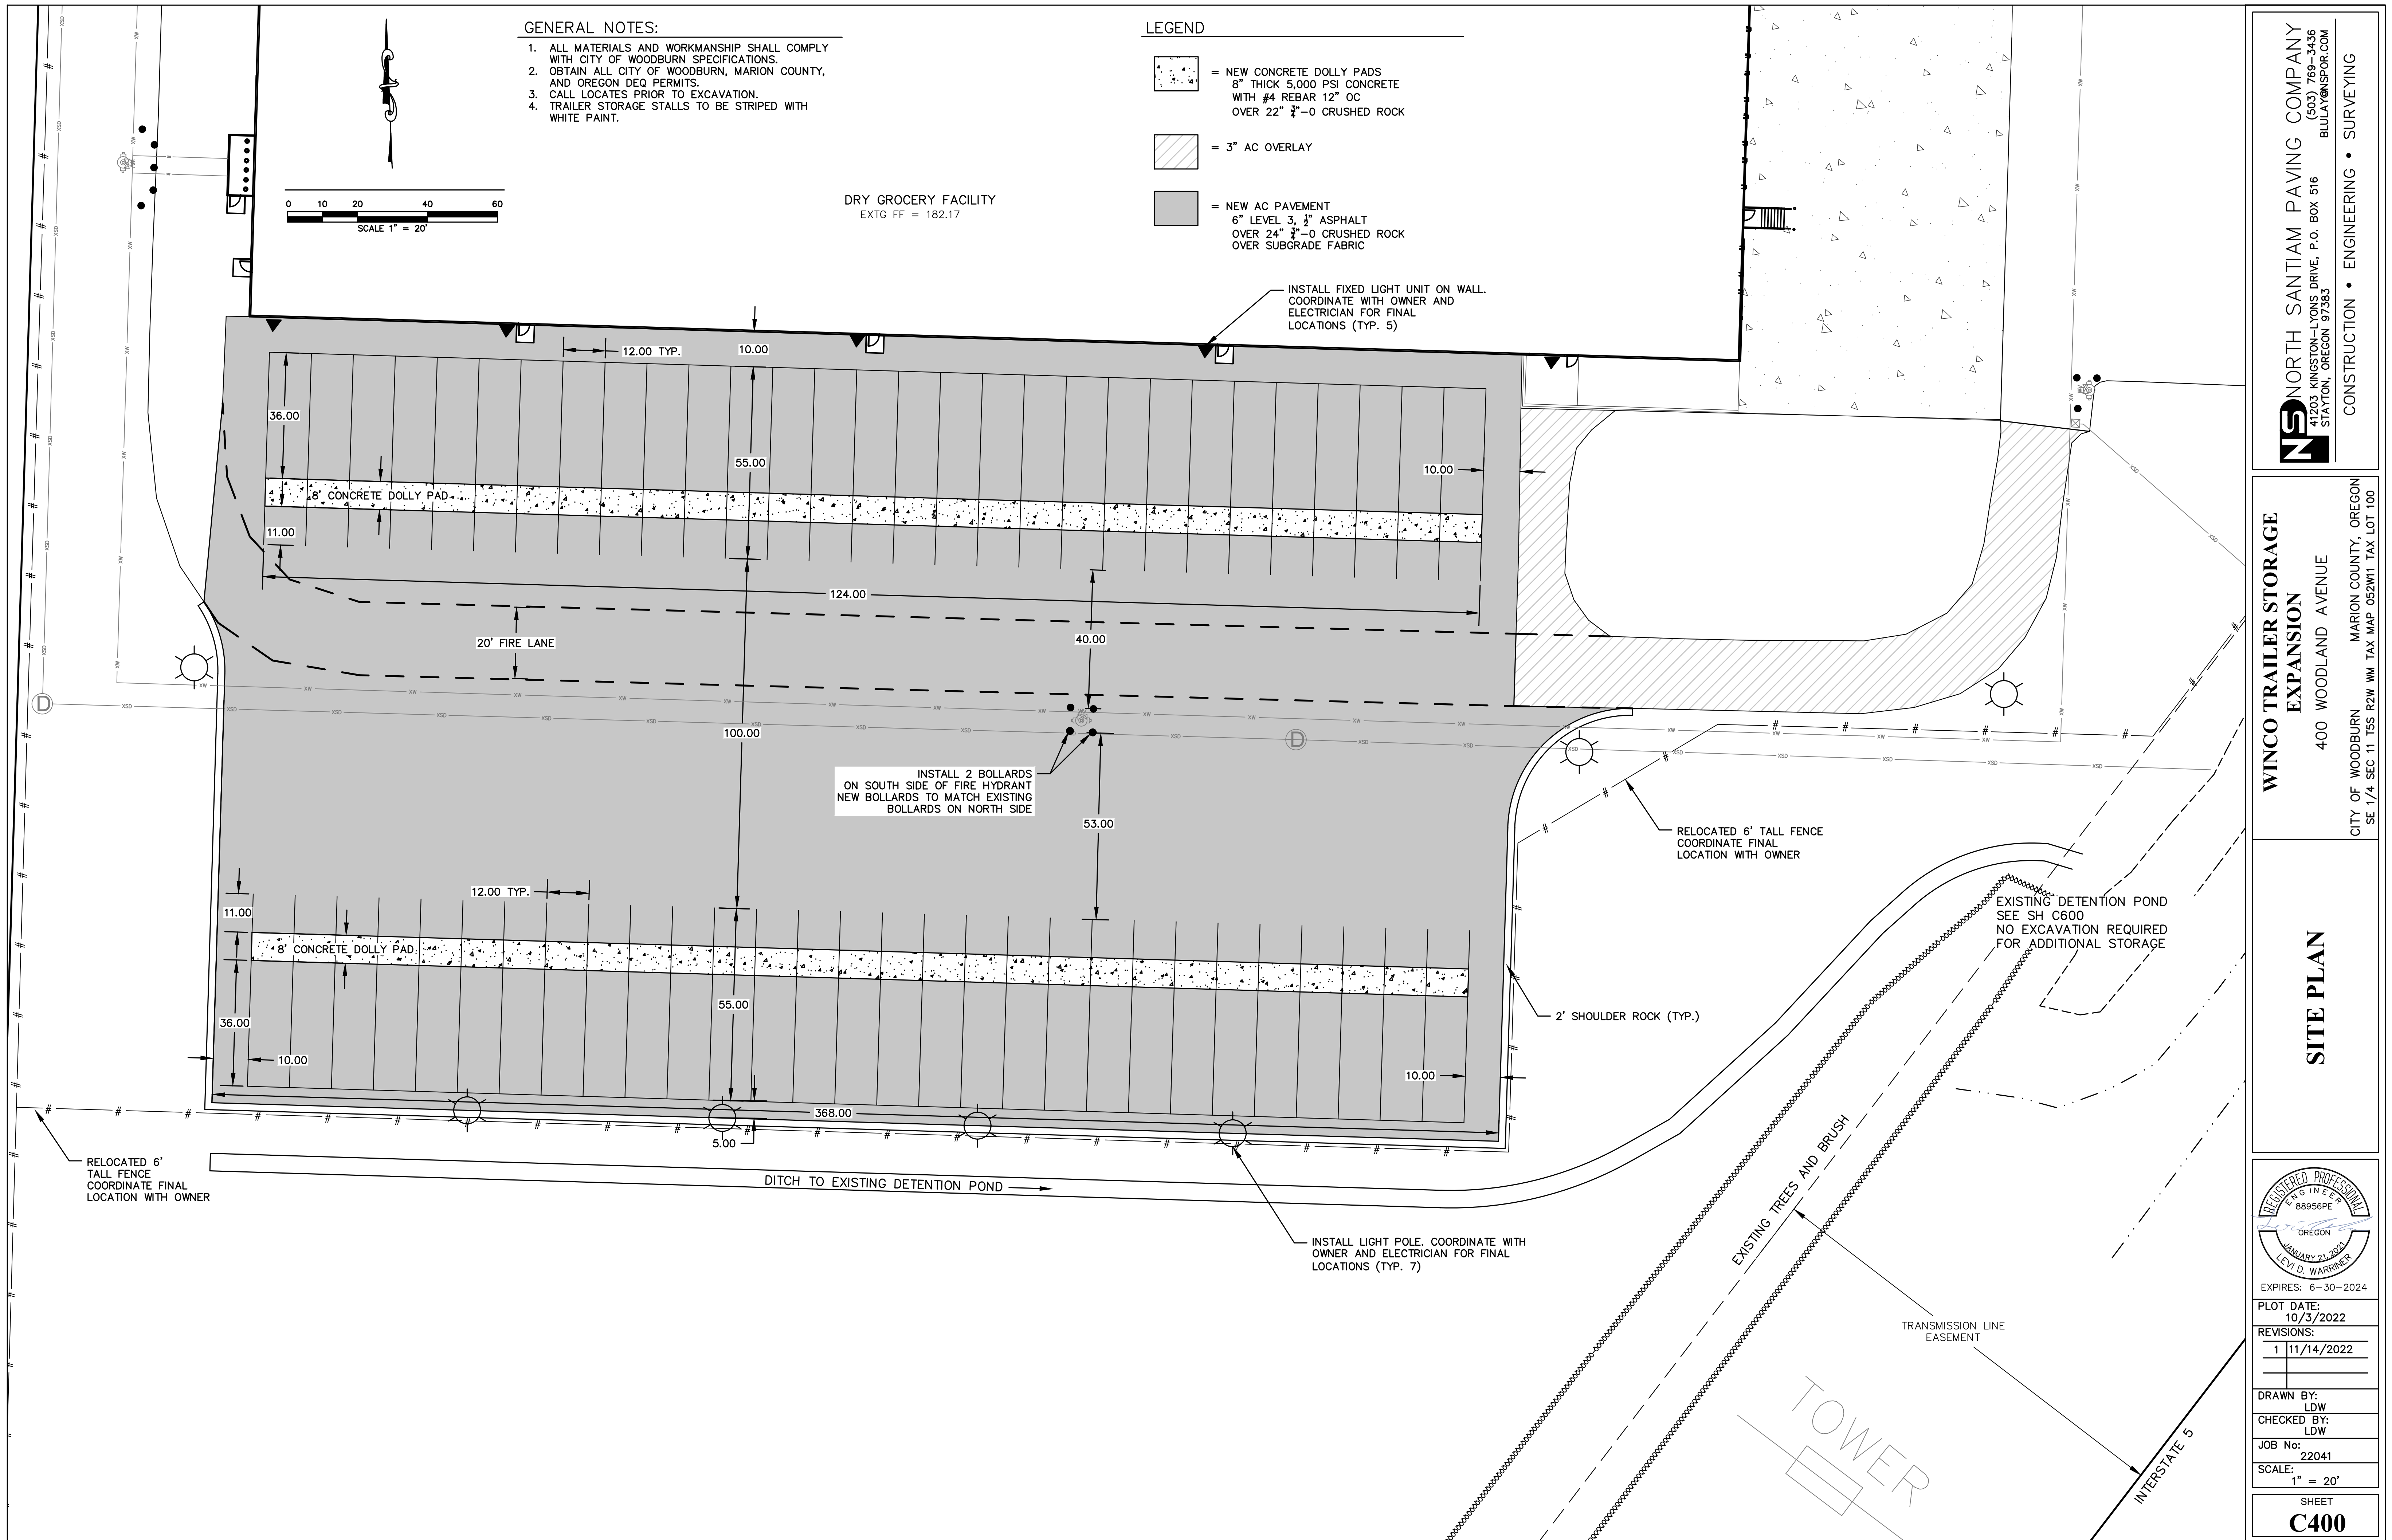 GENERAL NOTES:
1. ALL MATERIALS AND WORKMANSHIP SHALL COMPLY
WITH CITY OF WOODBURN SPECIFICATIONS.
2. OBTAIN ALL CITY OF WOODBURN, MARION COUNTY,
AND OREGON DEQ PERMITS.
3. CALL LOCATES PRIOR TO EXCAVATION.
4. TRAILER STORAGE STALLS TO BE STRIPED WITH
WHITE PAINT.
0 10 20 40 60
SCALE 1" = 20'
DRY GROCERY FACILITY
EXTG FF = 182.17
LEGEND
= NEW CONCRETE DOLLY PADS
8" THICK 5,000 PSI CONCRETE
WITH #4 REBAR 12" OC
OVER 22" 3/4"-0 CRUSHED ROCK
= 3" AC OVERLAY
= NEW AC PAVEMENT
6" LEVEL 3, 1/2" ASPHALT
OVER 24" 3/4"-0 CRUSHED ROCK
OVER SUBGRADE FABRIC
INSTALL FIXED LIGHT UNIT ON WALL.
COORDINATE WITH OWNER AND
ELECTRICIAN FOR FINAL
LOCATIONS (TYP. 5)
12.00 TYP.
10.00
36.00
55.00
10.00
8' CONCRETE DOLLY PAD
11.00
124.00
20' FIRE LANE
40.00
100.00
INSTALL 2 BOLLARDS
ON SOUTH SIDE OF FIRE HYDRANT
NEW BOLLARDS TO MATCH EXISTING
BOLLARDS ON NORTH SIDE
53.00
RELOCATED 6' TALL FENCE
COORDINATE FINAL
LOCATION WITH OWNER
12.00 TYP.
11.00
8' CONCRETE DOLLY PAD
EXISTING DETENTION POND
SEE SH C600
NO EXCAVATION REQUIRED
FOR ADDITIONAL STORAGE
55.00
36.00
2' SHOULDER ROCK (TYP.)
10.00
10.00
368.00
5.00
RELOCATED 6'
TALL FENCE
COORDINATE FINAL
LOCATION WITH OWNER
DITCH TO EXISTING DETENTION POND
INSTALL LIGHT POLE. COORDINATE WITH
OWNER AND ELECTRICIAN FOR FINAL
LOCATIONS (TYP. 7)
EXISTING TREES AND BRUSH
TRANSMISSION LINE
EASEMENT
TOWER
INTERSTATE 5
D
D
XW
XSD
NS
NORTH SANTIAM PAVING COMPANY
41203 KINGSTON-LYONS DRIVE, P.O. BOX 516 (503) 769-3436
STAYTON, OREGON 97383 BLULAY@NSPOR.COM
CONSTRUCTION • ENGINEERING • SURVEYING
WINCO TRAILER STORAGE
EXPANSION
400 WOODLAND AVENUE
CITY OF WOODBURN MARION COUNTY, OREGON
SE 1/4 SEC 11 T5S R2W WM TAX MAP 052W11 TAX LOT 100
SITE PLAN
REGISTERED PROFESSIONAL
ENGINEER
88956PE
OREGON
JANUARY 21, 2021
LEVI D. WARRINER
EXPIRES: 6-30-2024
PLOT DATE:
10/3/2022
REVISIONS:
1 11/14/2022
DRAWN BY:
LDW
CHECKED BY:
LDW
JOB No:
22041
SCALE:
1" = 20'
SHEET
C400